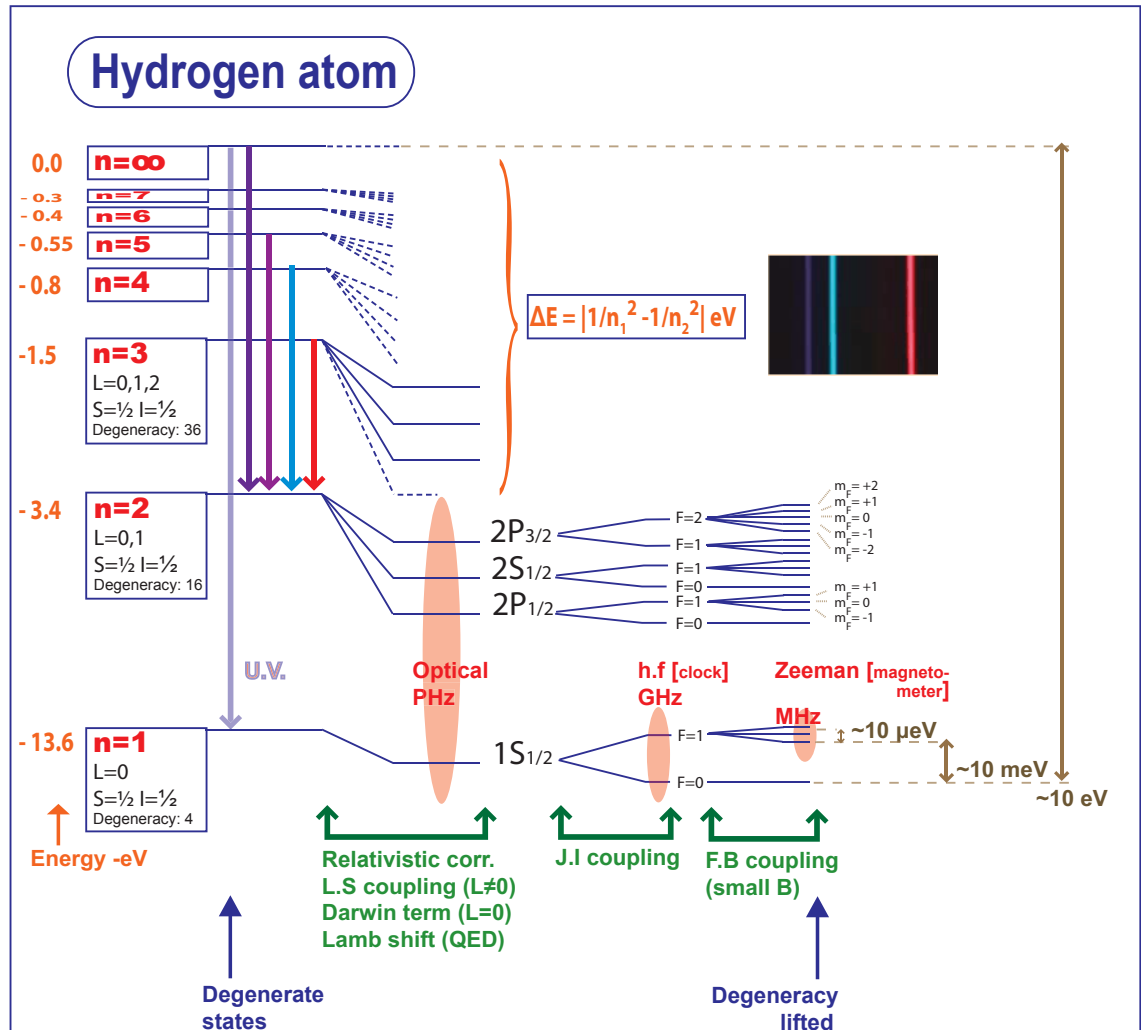 Hydrogen atom
0.0 n=∞
- 0.3 n=7
- 0.4 n=6
- 0.55 n=5
- 0.8 n=4
-1.5 n=3
L=0,1,2
S=½ I=½
Degeneracy: 36
ΔE = |1/n₁² -1/n₂²| eV
- 3.4 n=2
L=0,1
S=½ I=½
Degeneracy: 16
U.V.
- 13.6 n=1
L=0
S=½ I=½
Degeneracy: 4
Energy -eV
2P3/2
2S1/2
2P1/2
1S1/2
F=2
F=1
F=1
F=0
F=1
F=0
F=1
F=0
mF= +2
mF= +1
mF= 0
mF= -1
mF= -2
mF= +1
mF= 0
mF= -1
Optical
PHz
h.f [clock]
GHz
Zeeman [magneto-
meter]
MHz
~10 µeV
~10 meV
~10 eV
Relativistic corr.
L.S coupling (L≠0)
Darwin term (L=0)
Lamb shift (QED)
J.I coupling
F.B coupling
(small B)
Degenerate
states
Degeneracy
lifted